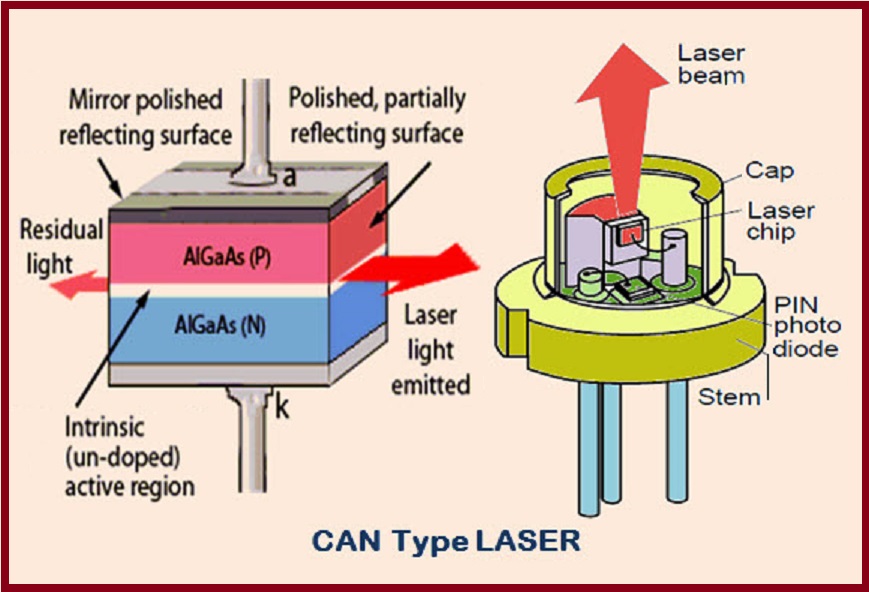 Mirror polished
reflecting surface
Polished, partially
reflecting surface
a
Residual
light
AlGaAs (P)
AlGaAs (N)
Laser
light
emitted
k
Intrinsic
(un-doped)
active region
Laser
beam
Cap
Laser
chip
PIN
photo
diode
Stem
CAN Type LASER